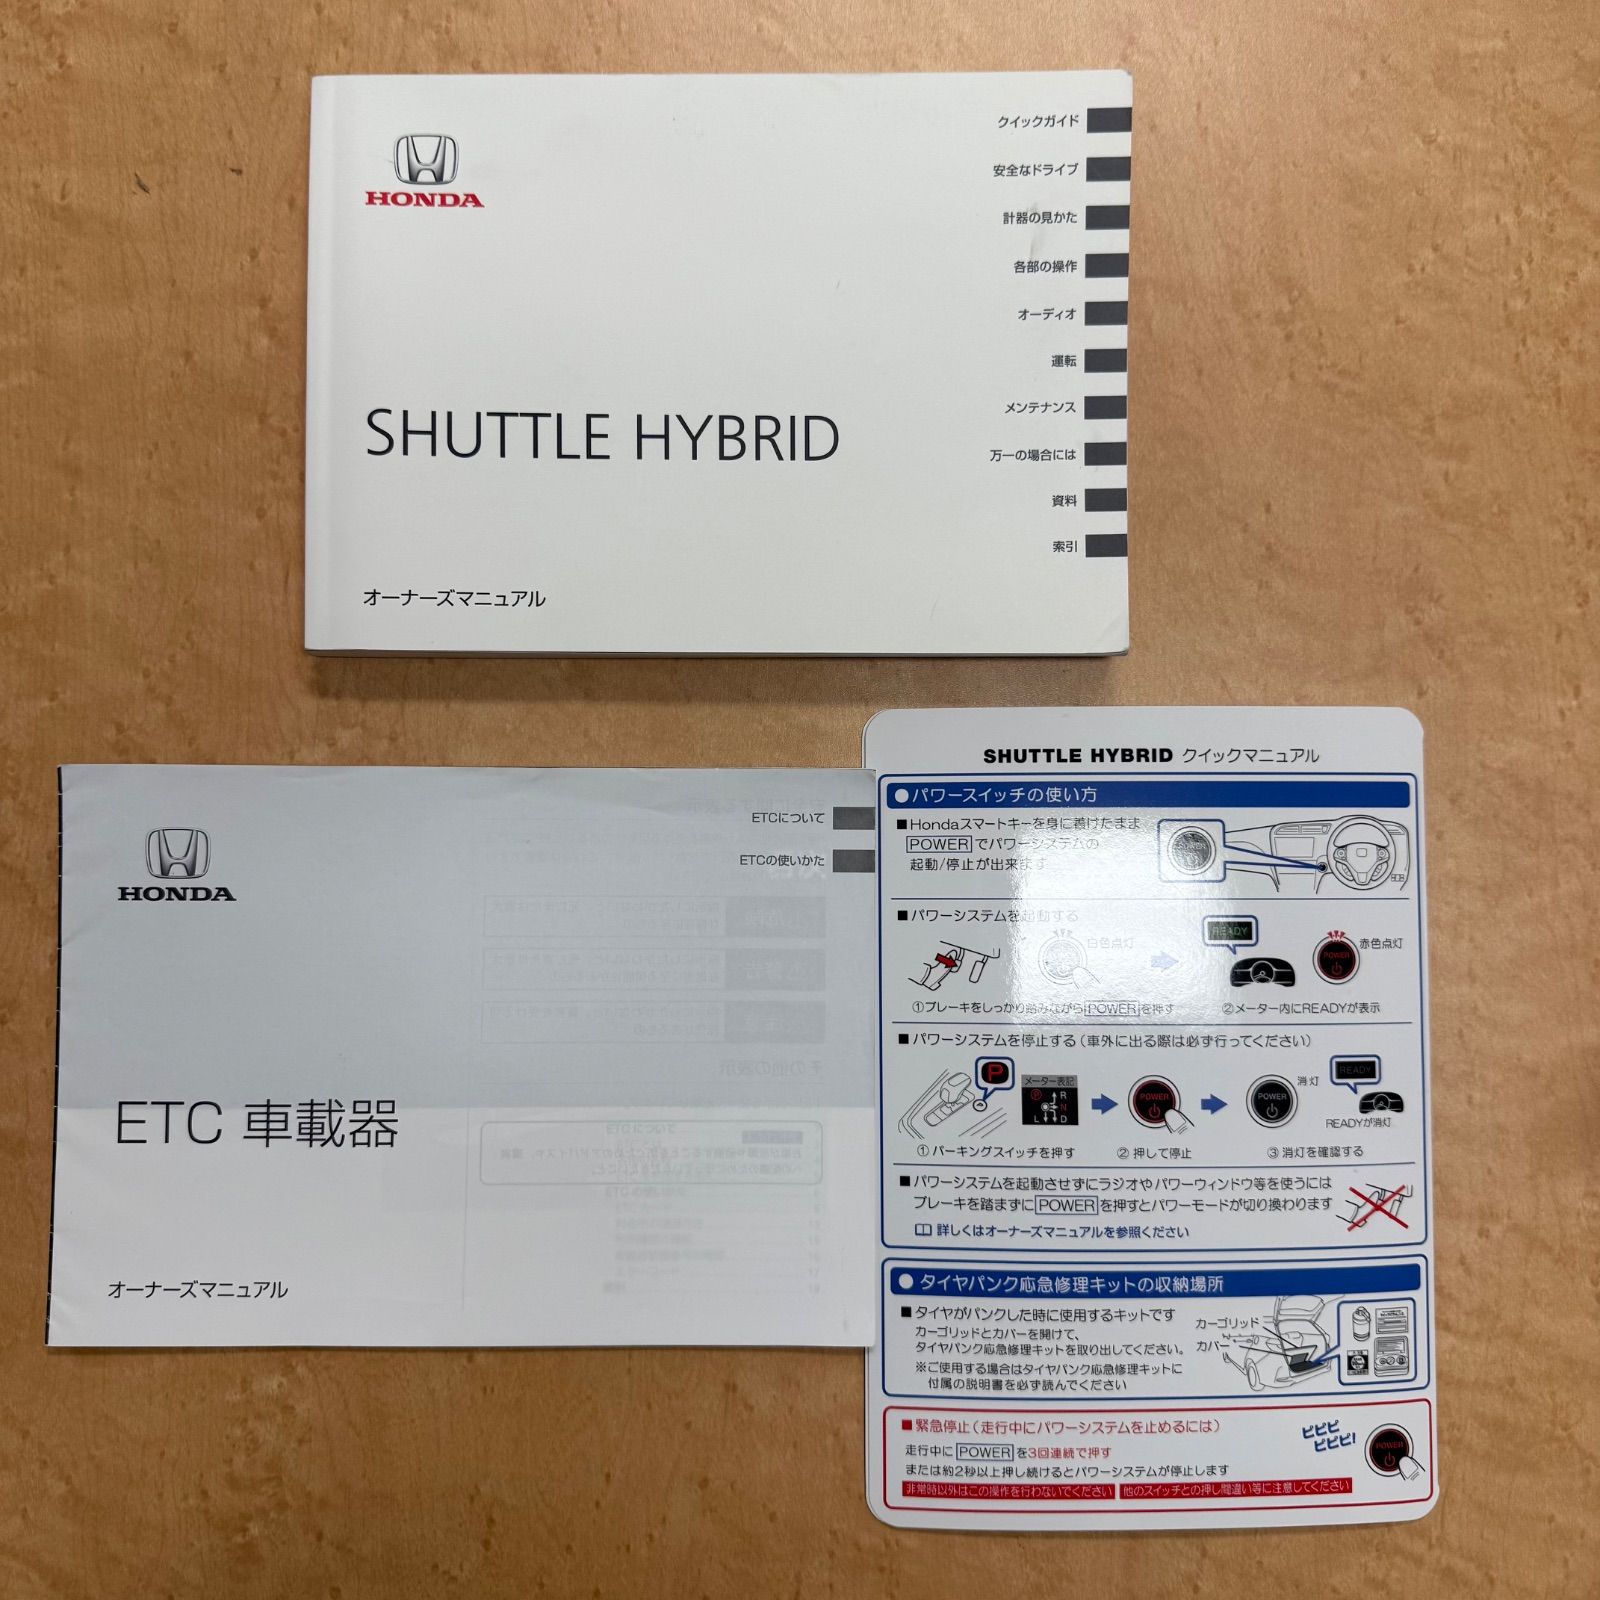 HONDA
SHUTTLE HYBRID
オーナーズマニュアル
クイックガイド
安全なドライブ
計器の見かた
各部の操作
オーディオ
運転
メンテナンス
万一の場合には
資料
索引
HONDA
ETC 車載器
オーナーズマニュアル
ETCについて
ETCの使いかた
SHUTTLE HYBRID クイックマニュアル
●パワースイッチの使い方
■Hondaスマートキーを身に着けたまま
POWERでパワーシステムの
起動/停止が出来ます
POWER
■パワーシステムを起動する
白色点灯
READY
POWER
赤色点灯
①ブレーキをしっかり踏みながらPOWERを押す
②メーター内にREADYが表示
■パワーシステムを停止する(車外に出る際は必ず行ってください)
P
メーター表記
P R
N
L D
POWER
POWER
消灯
READY
READYが消灯
①パーキングスイッチを押す
②押して停止
③消灯を確認する
■パワーシステムを起動させずにラジオやパワーウィンドウ等を使うには
ブレーキを踏まずにPOWERを押すとパワーモードが切り換わります
詳しくはオーナーズマニュアルを参照ください
●タイヤパンク応急修理キットの収納場所
■タイヤがパンクした時に使用するキットです
カーゴリッドとカバーを開けて、
タイヤパンク応急修理キットを取り出してください。
※ご使用する場合はタイヤパンク応急修理キットに
付属の説明書を必ず読んでください
カーゴリッド
カバー
■緊急停止(走行中にパワーシステムを止めるには)
走行中にPOWERを3回連続で押す
または約2秒以上押し続けるとパワーシステムが停止します
非常時以外はこの操作を行わないでください
他のスイッチとの押し間違い等に注意してください
ピピピ
ピピピ!
POWER